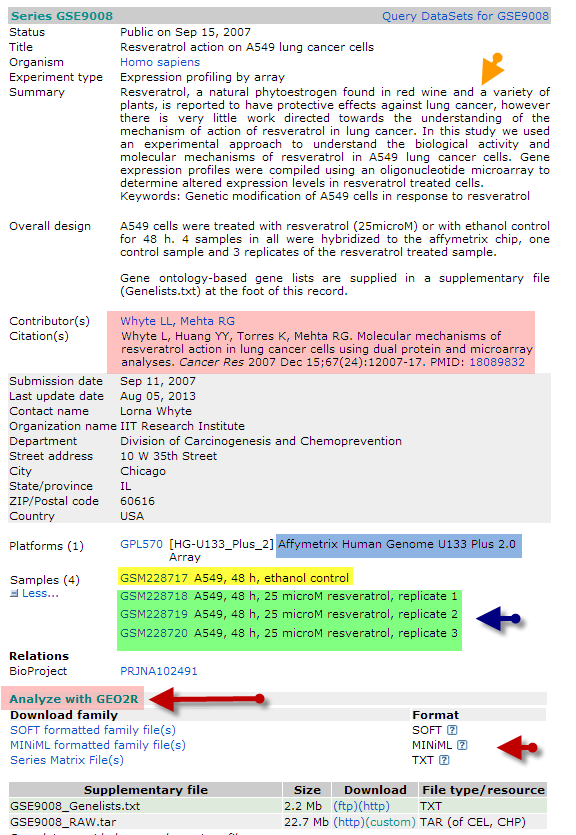 Series GSE9008 Query DataSets for GSE9008
Status Public on Sep 15, 2007
Title Resveratrol action on A549 lung cancer cells
Organism Homo sapiens
Experiment type Expression profiling by array
Summary Resveratrol, a natural phytoestrogen found in red wine and a variety of
plants, is reported to have protective effects against lung cancer, however
there is very little work directed towards the understanding of the
mechanism of action of resveratrol in lung cancer. In this study we used
an experimental approach to understand the biological activity and
molecular mechanisms of resveratrol in A549 lung cancer cells. Gene
expression profiles were compiled using an oligonucleotide microarray to
determine altered expression levels in resveratrol treated cells.
Keywords: Genetic modification of A549 cells in response to resveratrol
Overall design A549 cells were treated with resveratrol (25microM) or with ethanol control
for 48 h. 4 samples in all were hybridized to the affymetrix chip, one
control sample and 3 replicates of the resveratrol treated sample.
Gene ontology-based gene lists are supplied in a supplementary file
(Genelists.txt) at the foot of this record.
Contributor(s) Whyte LL, Mehta RG
Citation(s) Whyte L, Huang YY, Torres K, Mehta RG. Molecular mechanisms of
resveratrol action in lung cancer cells using dual protein and microarray
analyses. Cancer Res 2007 Dec 15;67(24):12007-17. PMID: 18089832
Submission date Sep 11, 2007
Last update date Aug 05, 2013
Contact name Lorna Whyte
Organization name IIT Research Institute
Department Division of Carcinogenesis and Chemoprevention
Street address 10 W 35th Street
City Chicago
State/province IL
ZIP/Postal code 60616
Country USA
Platforms (1) GPL570 [HG-U133_Plus_2] Affymetrix Human Genome U133 Plus 2.0
Array
Samples (4) GSM228717 A549, 48 h, ethanol control
Less... GSM228718 A549, 48 h, 25 microM resveratrol, replicate 1
GSM228719 A549, 48 h, 25 microM resveratrol, replicate 2
GSM228720 A549, 48 h, 25 microM resveratrol, replicate 3
Relations
BioProject PRJNA102491
Analyze with GEO2R
Download family Format
SOFT formatted family file(s) SOFT ?
MINiML formatted family file(s) MINiML ?
Series Matrix File(s) TXT ?
Supplementary file Size Download File type/resource
GSE9008_Genelists.txt 2.2 Mb (ftp)(http) TXT
GSE9008_RAW.tar 22.7 Mb (http)(custom) TAR (of CEL, CHP)